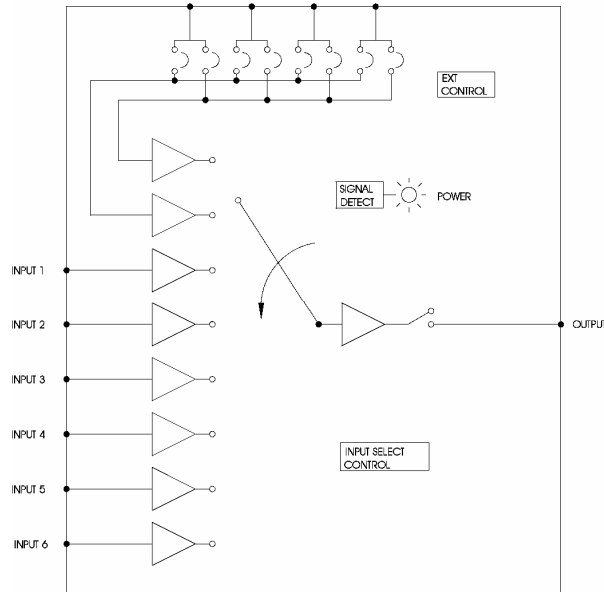 EXT
CONTROL
SIGNAL
DETECT
POWER
INPUT 1
INPUT 2
OUTPUT
INPUT 3
INPUT 4
INPUT SELECT
CONTROL
INPUT 5
INPUT 6